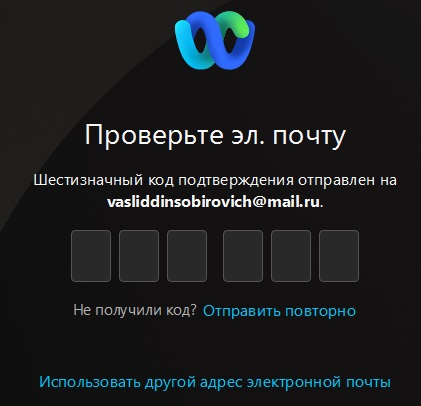 Проверьте эл. почту
Шестизначный код подтверждения отправлен на
vasliddinsobirovich@mail.ru.
Не получили код? Отправить повторно
Использовать другой адрес электронной почты